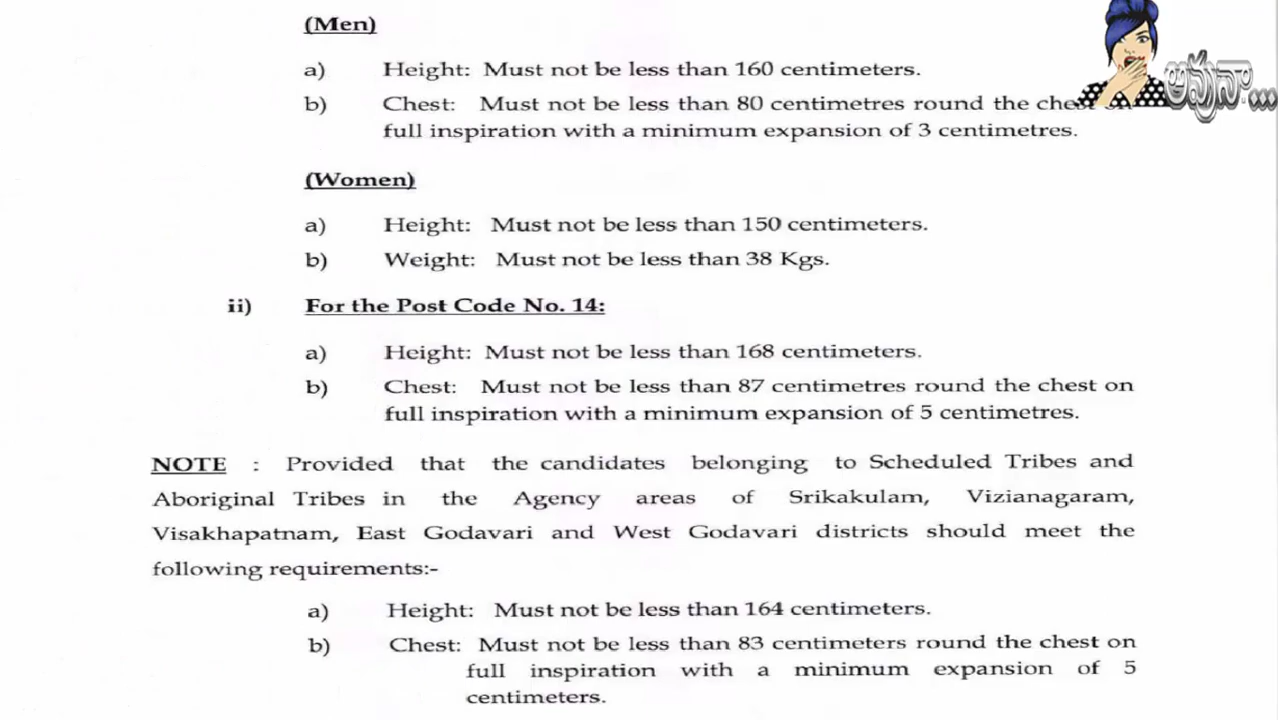 (Men)
a) Height: Must not be less than 160 centimeters.
b) Chest: Must not be less than 80 centimetres round the
full inspiration with a minimum expansion of 3 centimetres.
అవునా...
(Women)
a) Height: Must not be less than 150 centimeters.
b) Weight: Must not be less than 38 Kgs.
ii) For the Post Code No. 14:
a) Height: Must not be less than 168 centimeters.
b) Chest: Must not be less than 87 centimetres round the chest on
full inspiration with a minimum expansion of 5 centimetres.
NOTE : Provided that the candidates belonging to Scheduled Tribes and
Aboriginal Tribes in the Agency areas of Srikakulam, Vizianagaram,
Visakhapatnam, East Godavari and West Godavari districts should meet the
following requirements:-
a) Height: Must not be less than 164 centimeters.
b) Chest: Must not be less than 83 centimeters round the chest on
full inspiration with a minimum expansion of 5
centimeters.